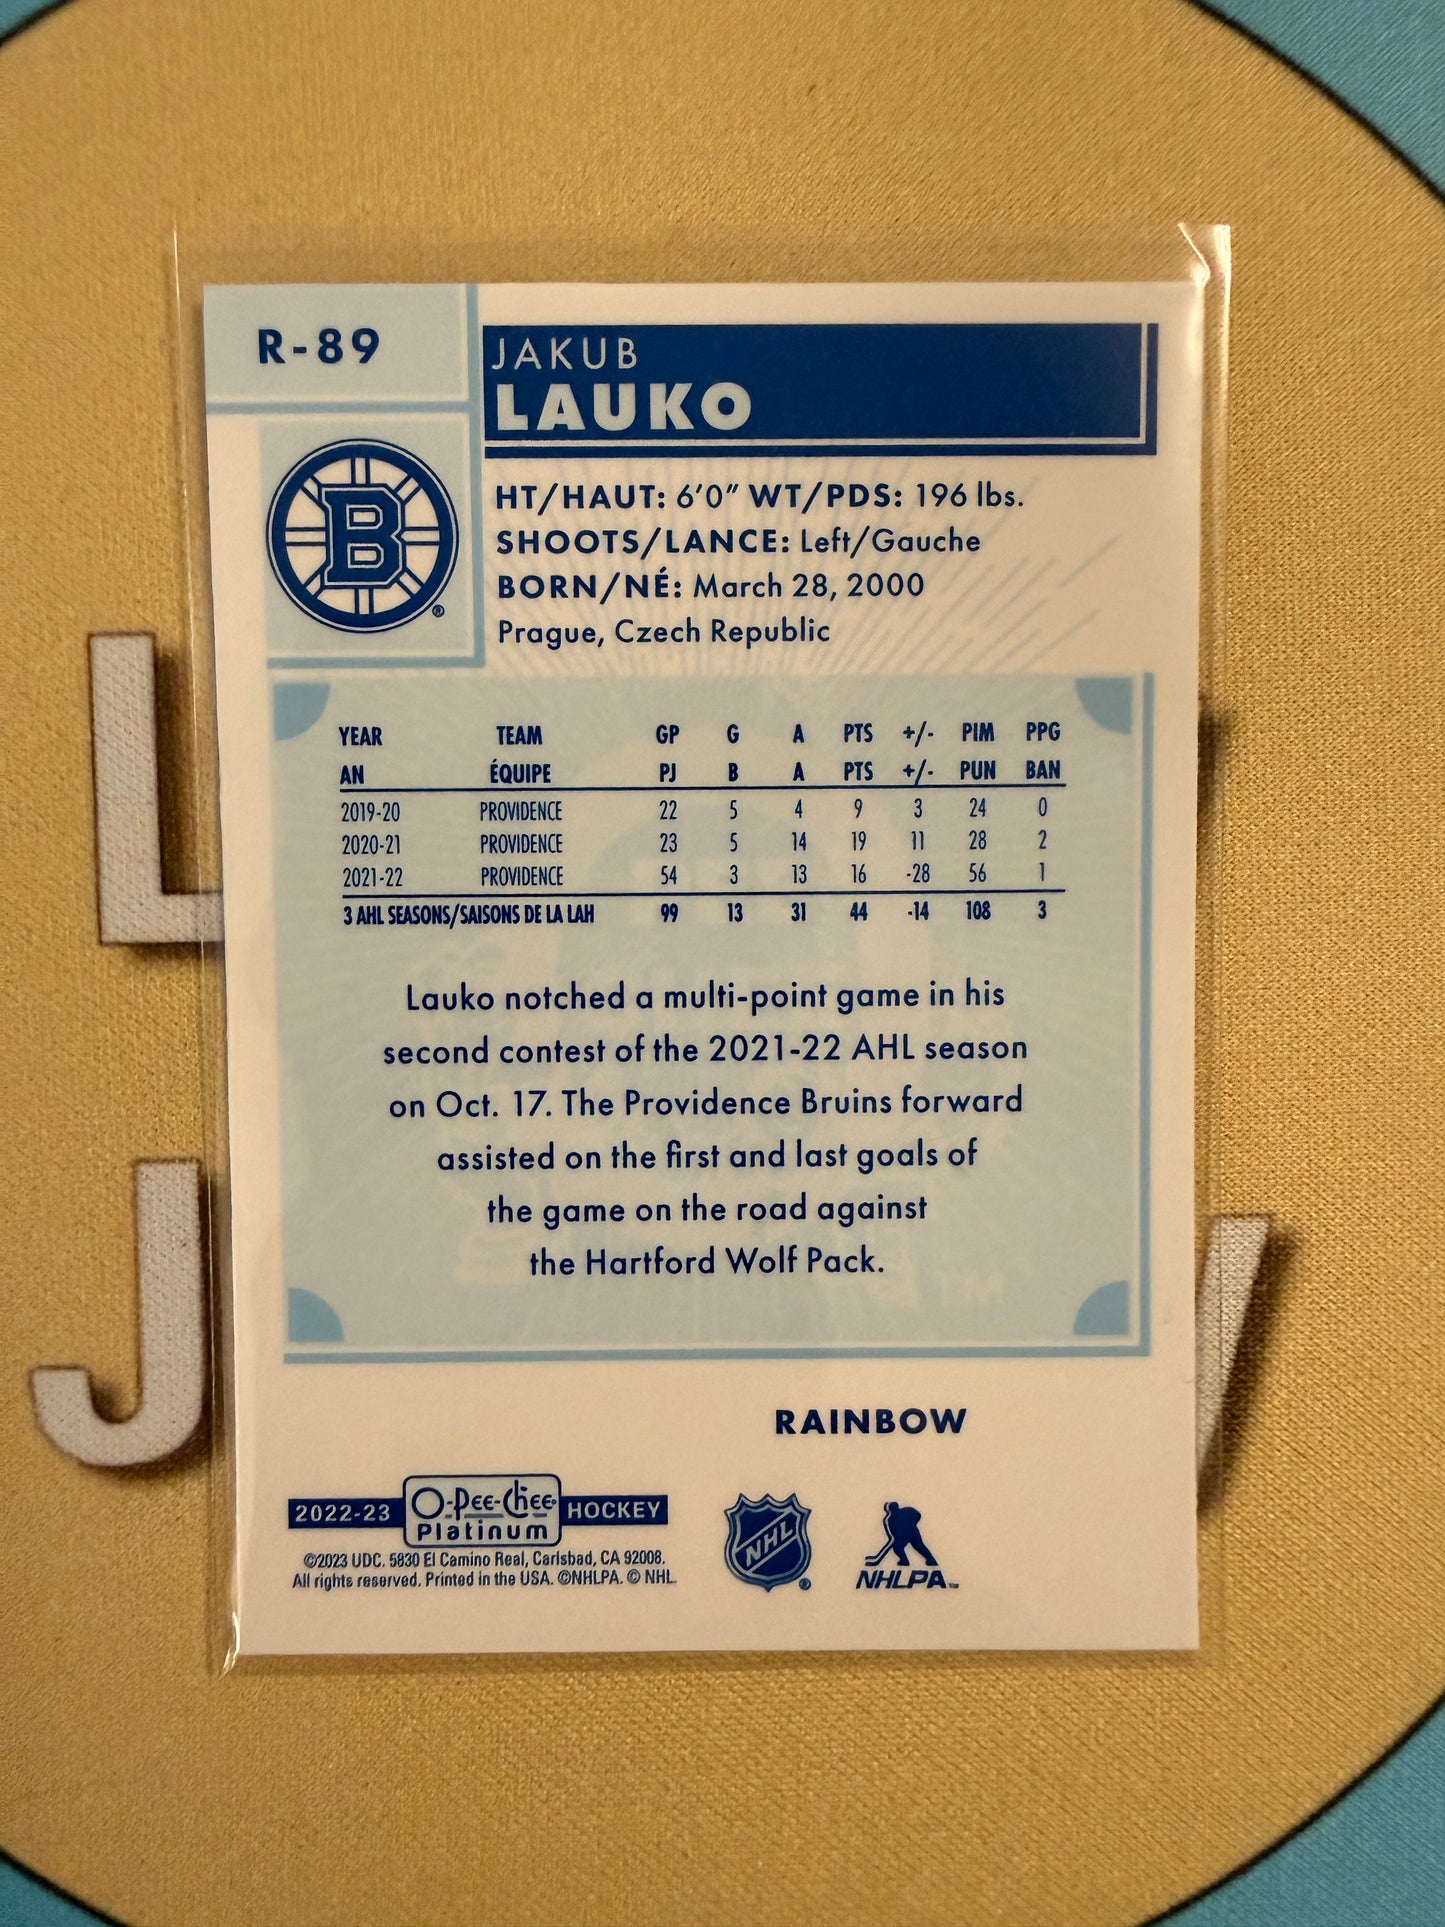 R-89
JAKUB
LAUKO
B
®
HT/HAUT: 6'0" WT/PDS: 196 lbs.
SHOOTS/LANCE: Left/Gauche
BORN/NÉ: March 28, 2000
Prague, Czech Republic
YEAR TEAM GP G A PTS +/- PIM PPG
AN ÉQUIPE PJ B A PTS +/- PUN BAN
2019-20 PROVIDENCE 22 5 4 9 3 24 0
2020-21 PROVIDENCE 23 5 14 19 11 28 2
2021-22 PROVIDENCE 54 3 13 16 -28 56 1
3 AHL SEASONS/SAISONS DE LA LAH 99 13 31 44 -14 108 3
Lauko notched a multi-point game in his
second contest of the 2021-22 AHL season
on Oct. 17. The Providence Bruins forward
assisted on the first and last goals of
the game on the road against
the Hartford Wolf Pack.
RAINBOW
2022-23 O-Pee-Chee Platinum HOCKEY
©2023 UDC. 5830 El Camino Real, Carlsbad, CA 92008.
All rights reserved. Printed in the USA. ©NHLPA. © NHL.
NHL ®
NHLPA™
L
J